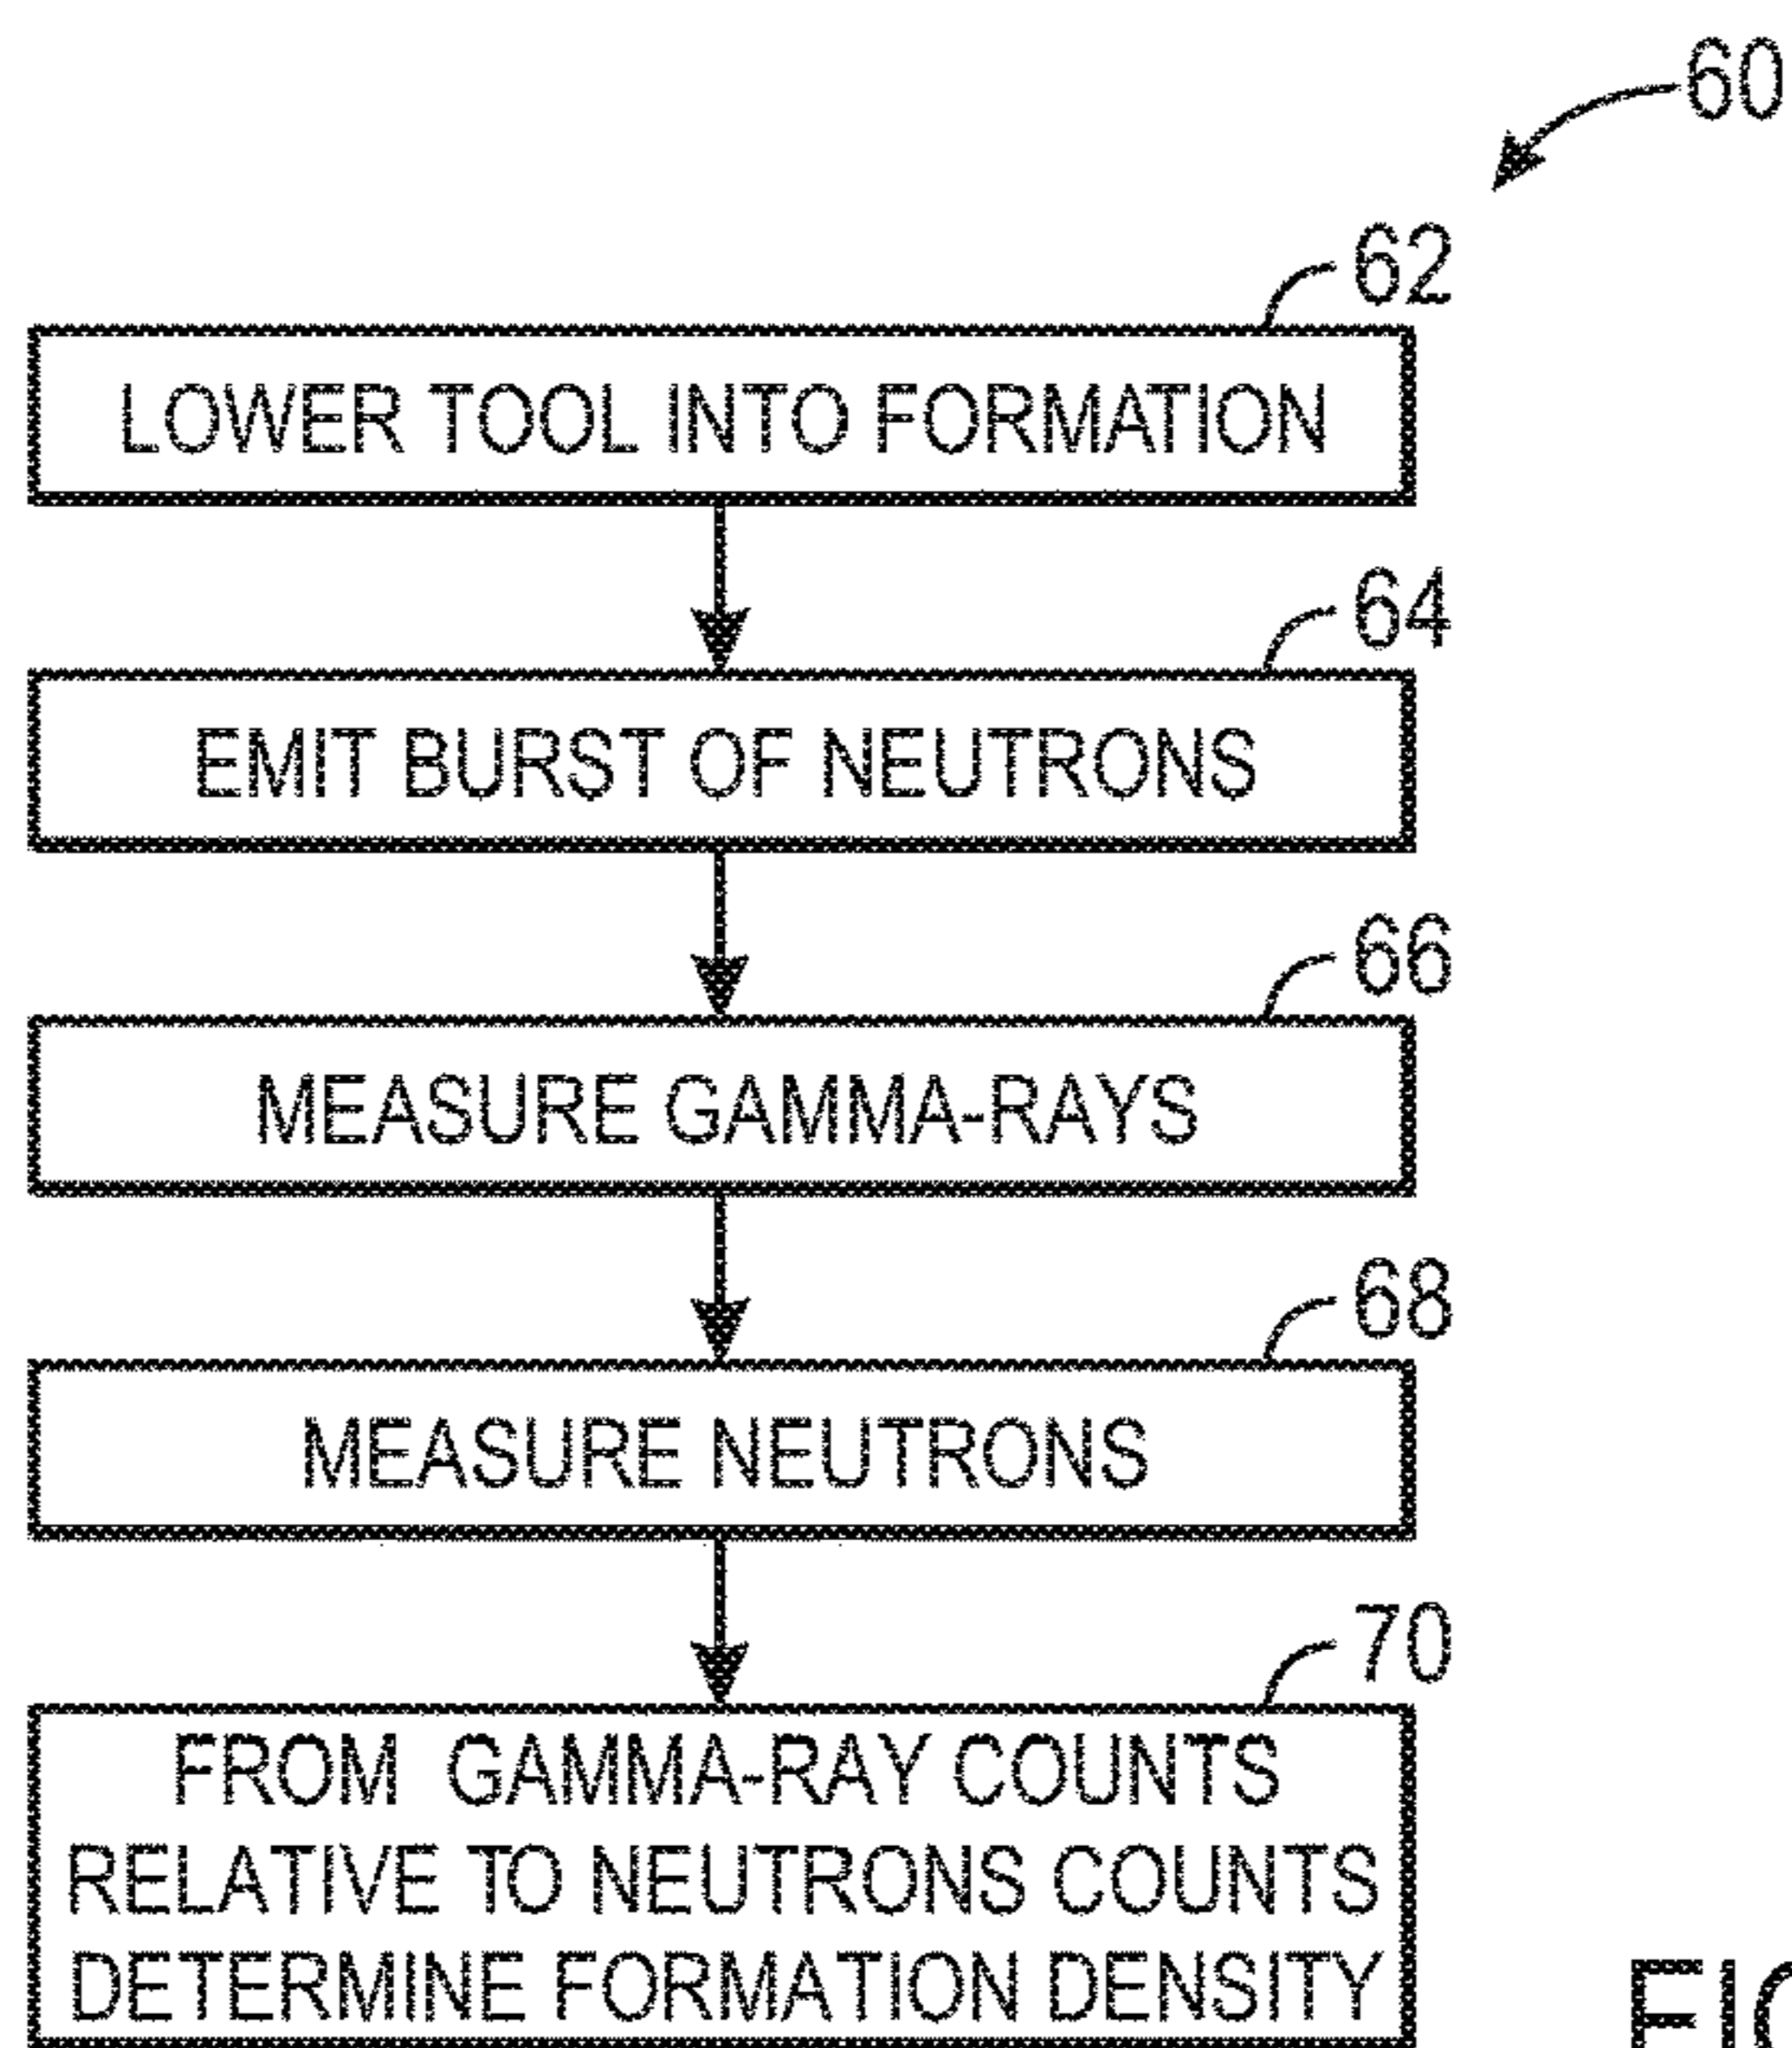 60
62
LOWER TOOL INTO FORMATION
64
EMIT BURST OF NEUTRONS
66
MEASURE GAMMA-RAYS
68
MEASURE NEUTRONS
70
FROM GAMMA-RAY COUNTS
RELATIVE TO NEUTRONS COUNTS
DETERMINE FORMATION DENSITY